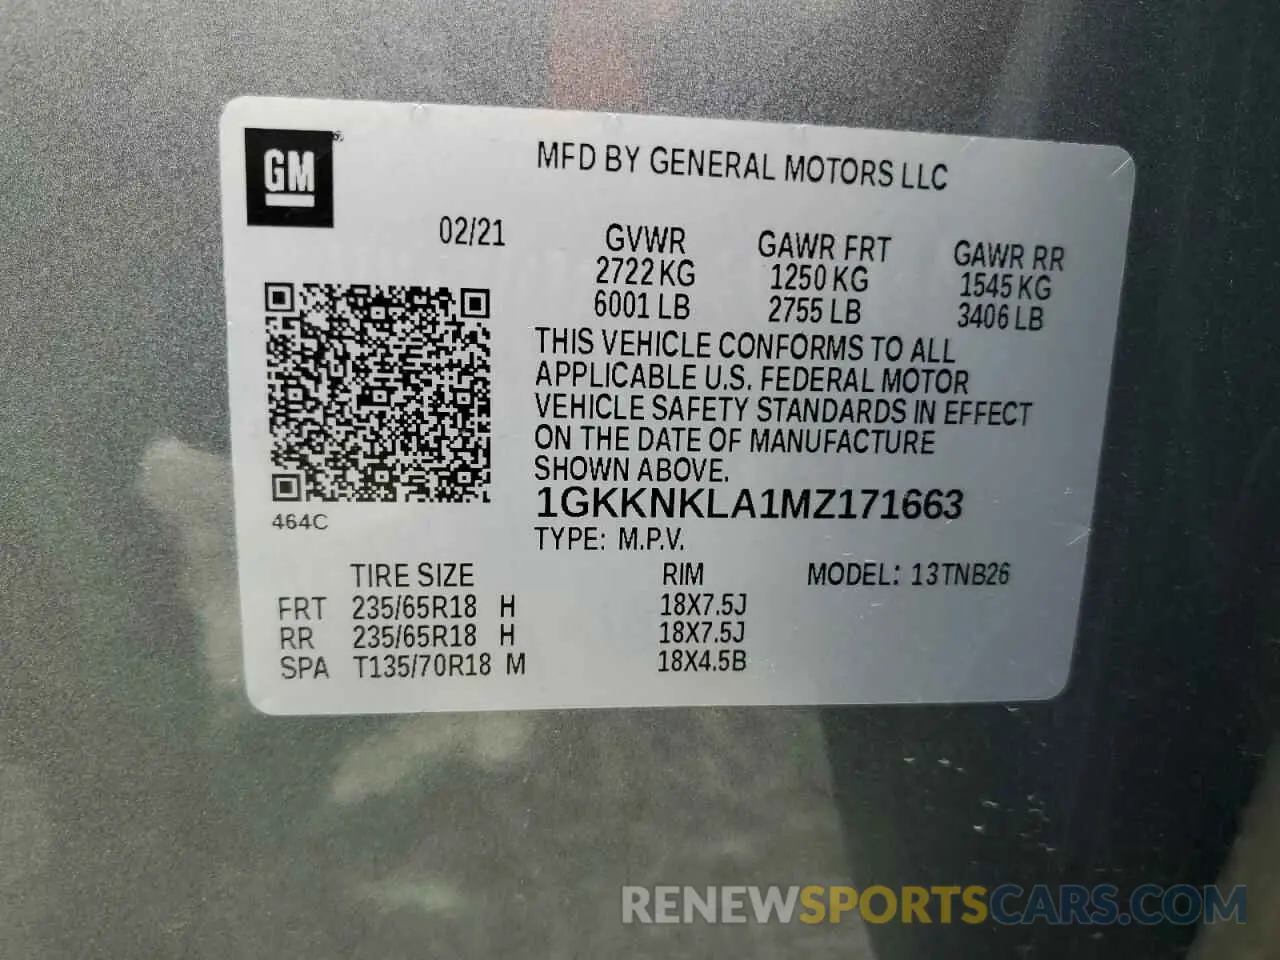 GM
MFD BY GENERAL MOTORS LLC
02/21
GVWR GAWR FRT GAWR RR
2722 KG 1250 KG 1545 KG
6001 LB 2755 LB 3406 LB
THIS VEHICLE CONFORMS TO ALL
APPLICABLE U.S. FEDERAL MOTOR
VEHICLE SAFETY STANDARDS IN EFFECT
ON THE DATE OF MANUFACTURE
SHOWN ABOVE.
1GKKNKLA1MZ171663
464C
TYPE: M.P.V.
TIRE SIZE RIM MODEL: 13TNB26
FRT 235/65R18 H 18X7.5J
RR 235/65R18 H 18X7.5J
SPA T135/70R18 M 18X4.5B
RENEWSPORTSCARS.COM